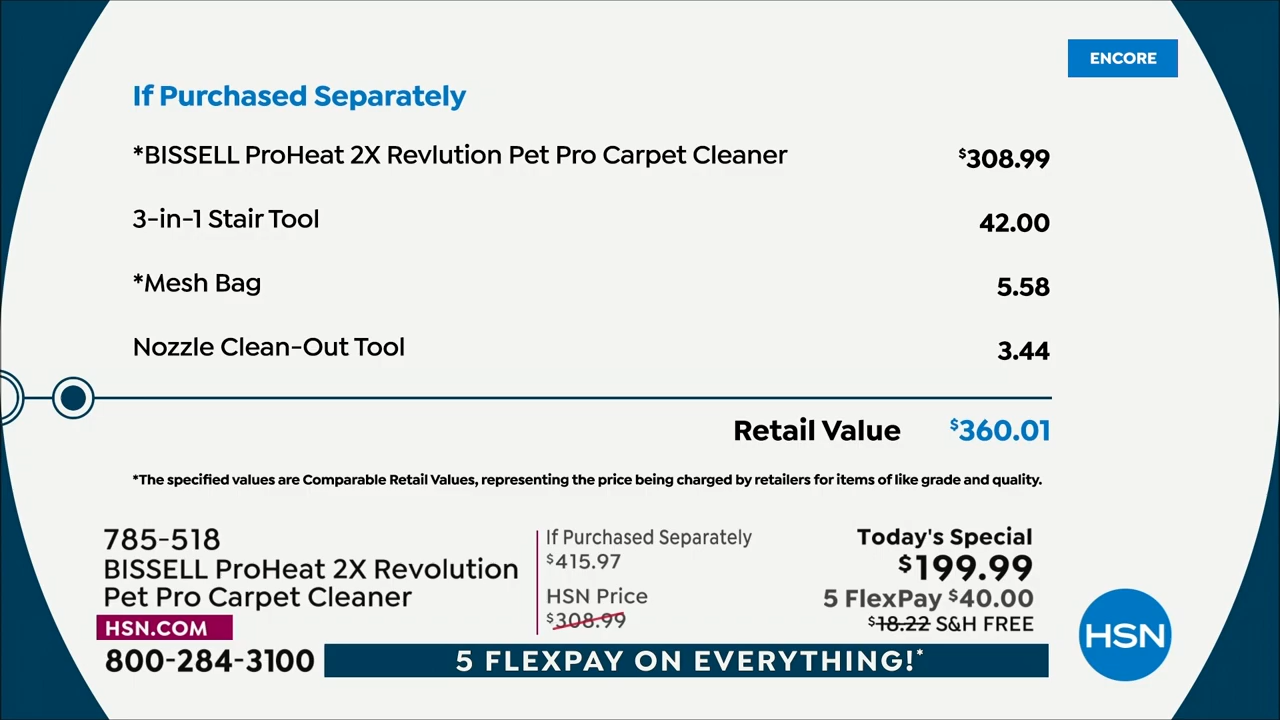 ENCORE
If Purchased Separately
*BISSELL ProHeat 2X Revlution Pet Pro Carpet Cleaner $308.99
3-in-1 Stair Tool 42.00
*Mesh Bag 5.58
Nozzle Clean-Out Tool 3.44
Retail Value $360.01
*The specified values are Comparable Retail Values, representing the price being charged by retailers for items of like grade and quality.
785-518
BISSELL ProHeat 2X Revolution
Pet Pro Carpet Cleaner
HSN.COM
800-284-3100
If Purchased Separately
$415.97
HSN Price
$308.99
Today's Special
$199.99
5 FlexPay $40.00
$18.22 S&H FREE
5 FLEXPAY ON EVERYTHING!*
HSN